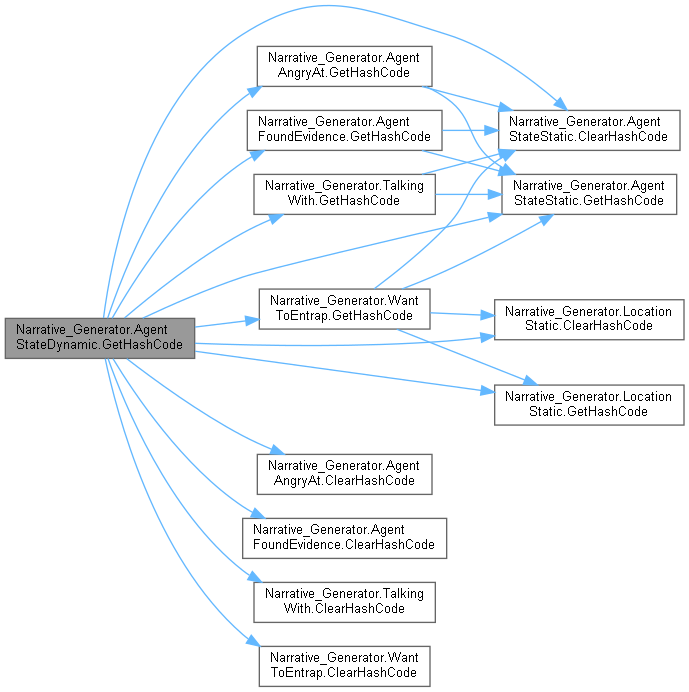 Narrative_Generator.Agent
AngryAt.GetHashCode
Narrative_Generator.Agent
FoundEvidence.GetHashCode
Narrative_Generator.Talking
With.GetHashCode
Narrative_Generator.Want
ToEntrap.GetHashCode
Narrative_Generator.Agent
StateDynamic.GetHashCode
Narrative_Generator.Agent
AngryAt.ClearHashCode
Narrative_Generator.Agent
FoundEvidence.ClearHashCode
Narrative_Generator.Talking
With.ClearHashCode
Narrative_Generator.Want
ToEntrap.ClearHashCode
Narrative_Generator.Agent
StateStatic.ClearHashCode
Narrative_Generator.Agent
StateStatic.GetHashCode
Narrative_Generator.Location
Static.ClearHashCode
Narrative_Generator.Location
Static.GetHashCode